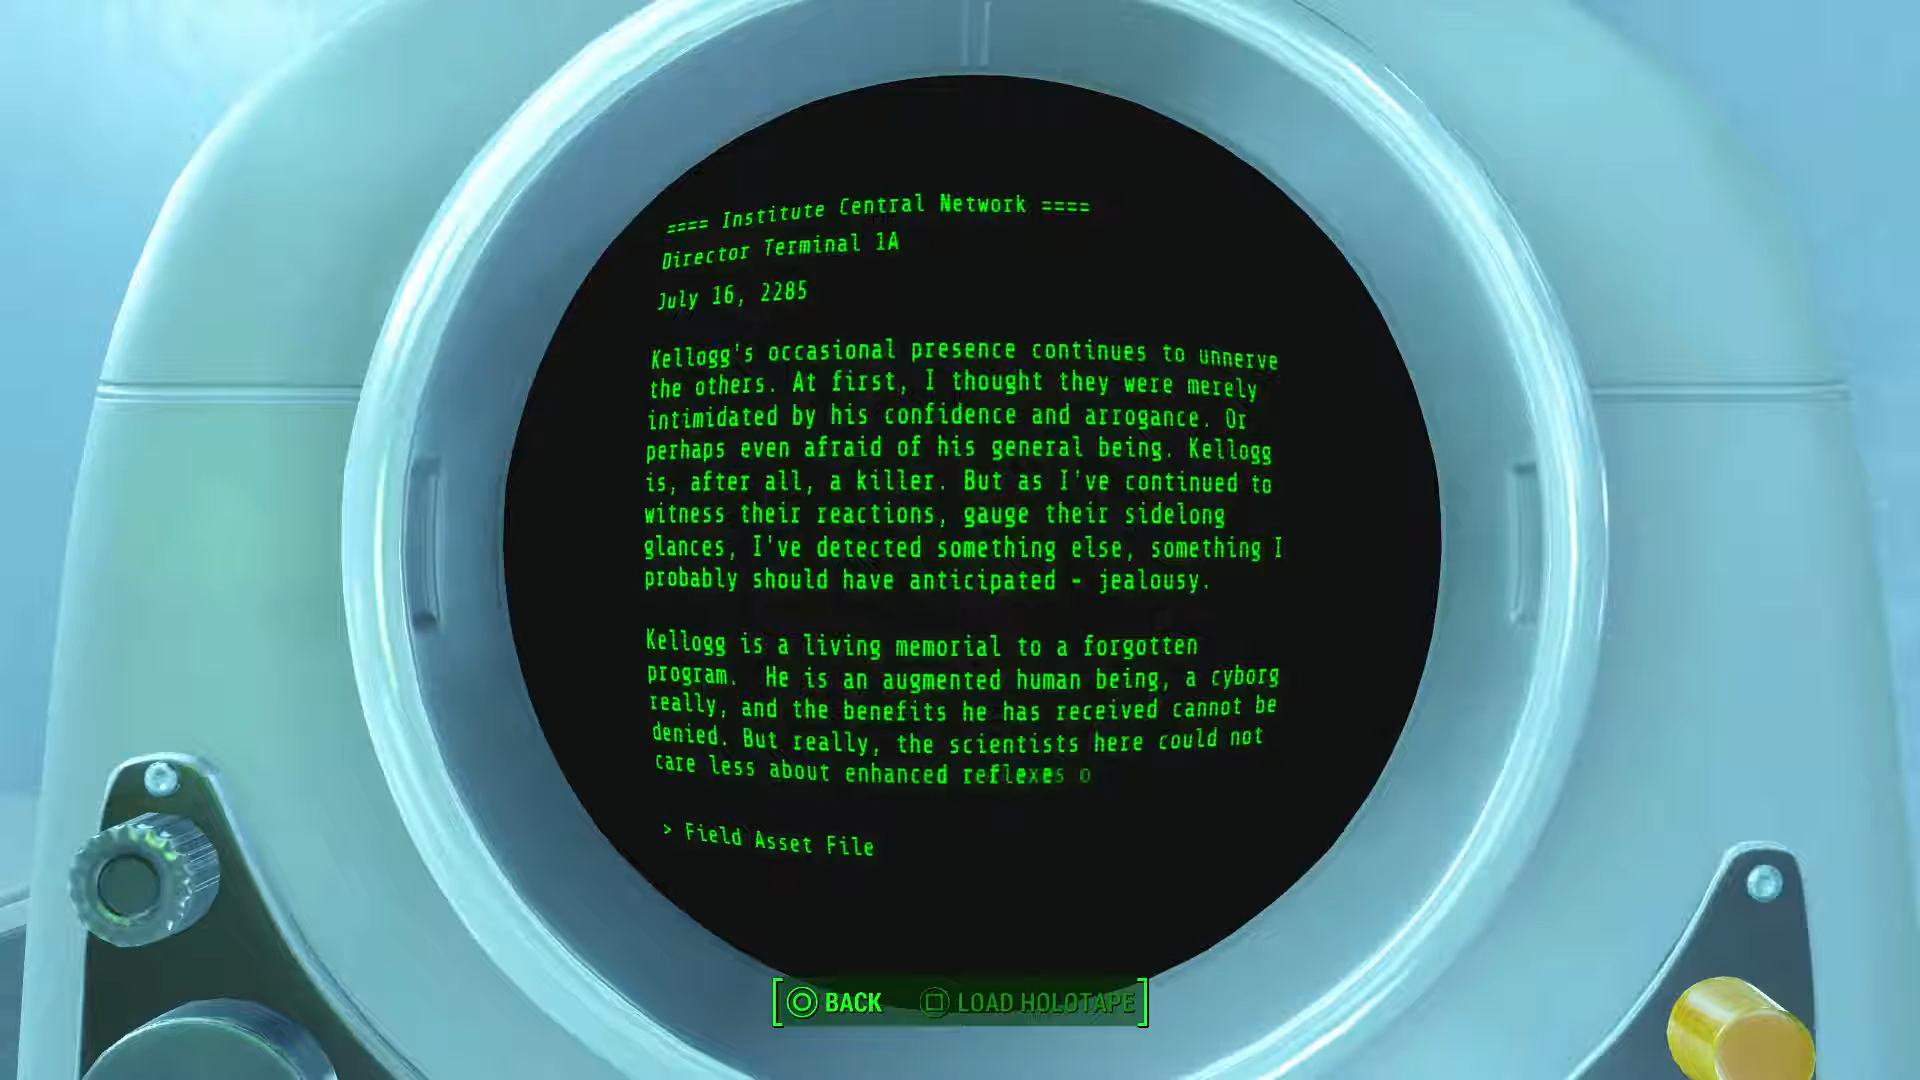 ==== Institute Central Network ====
Director Terminal 1A
July 16, 2285
Kellogg's occasional presence continues to unnerve
the others. At first, I thought they were merely
intimidated by his confidence and arrogance. Or
perhaps even afraid of his general being. Kellogg
is, after all, a killer. But as I've continued to
witness their reactions, gauge their sidelong
glances, I've detected something else, something I
probably should have anticipated - jealousy.
Kellogg is a living memorial to a forgotten
program.  He is an augmented human being, a cyborg
really, and the benefits he has received cannot be
denied. But really, the scientists here could not
care less about enhanced reflexes o
> Field Asset File
BACK LOAD HOLOTAPE